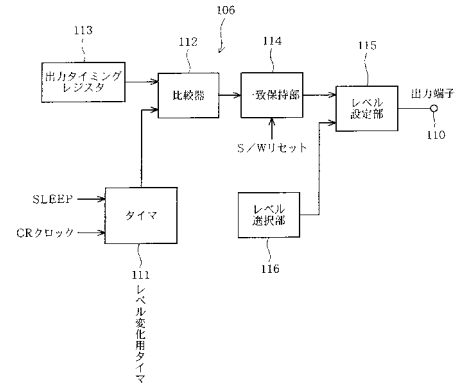 113
106
112
114
115
出力タイミング
レジスタ
比較器
一致保持部
レベル
設定部
出力端子
110
S/Wリセット
SLEEP
CRクロック
タイマ
レベル
選択部
111
116
レベル変化用タイマ